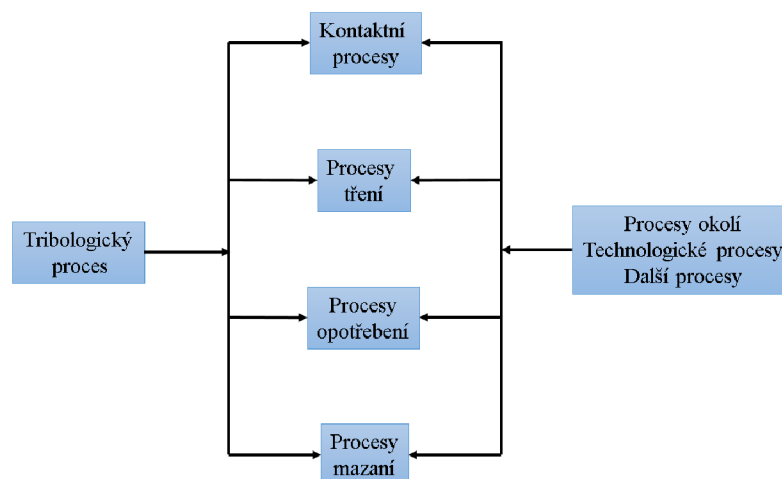 Kontaktní
procesy
Procesy
tření
Tribologický
proces
Procesy okolí
Technologické procesy
Další procesy
Procesy
opotřebení
Procesy
mazaní